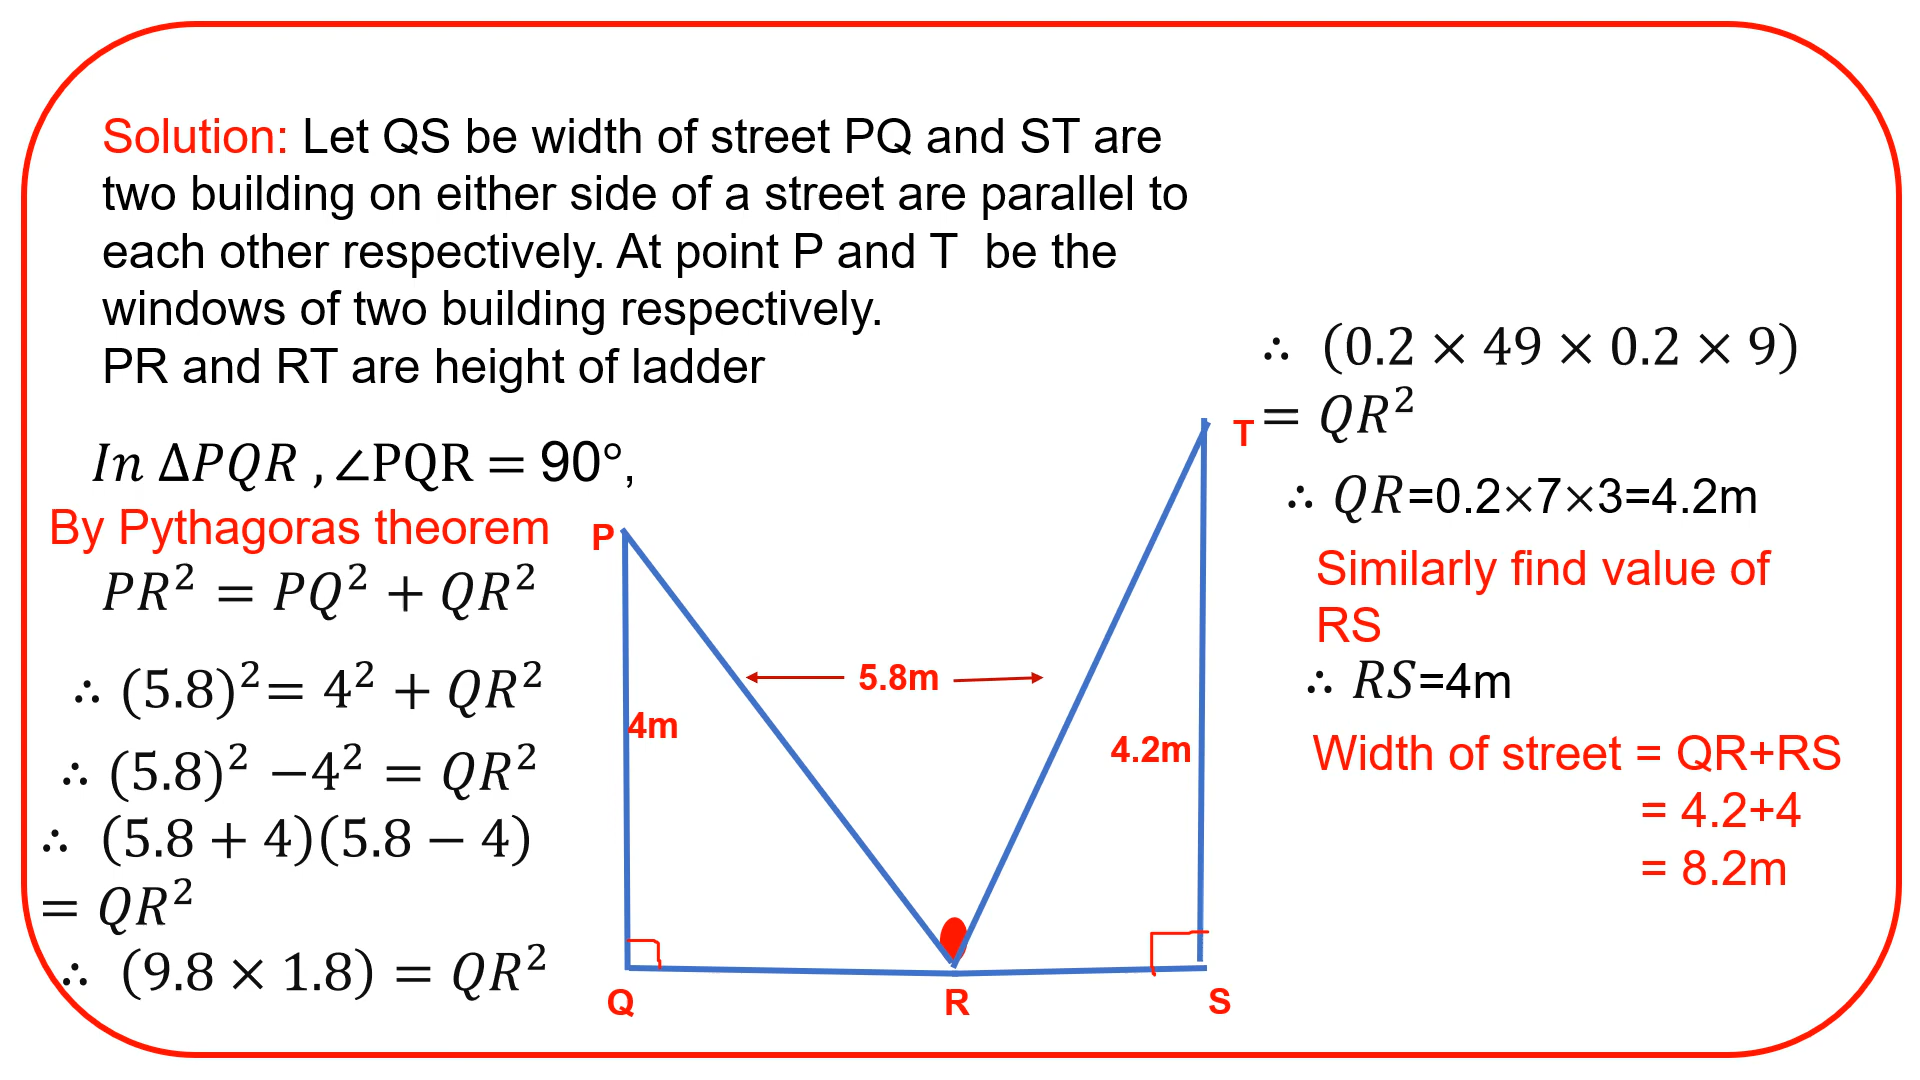 Solution: Let QS be width of street PQ and ST are
two building on either side of a street are parallel to
each other respectively. At point P and T  be the
windows of two building respectively.
PR and RT are height of ladder
In ΔPQR ,∠PQR = 90°,
By Pythagoras theorem
PR² = PQ² + QR²
∴ (5.8)²= 4² + QR²
∴ (5.8)² −4² = QR²
∴ (5.8 + 4)(5.8 − 4)
= QR²
∴ (9.8 × 1.8) = QR²
P
T
5.8m
4m
4.2m
Q
R
S
∴ (0.2 × 49 × 0.2 × 9)
= QR²
∴ QR=0.2×7×3=4.2m
Similarly find value of
RS
∴ RS=4m
Width of street = QR+RS
= 4.2+4
= 8.2m